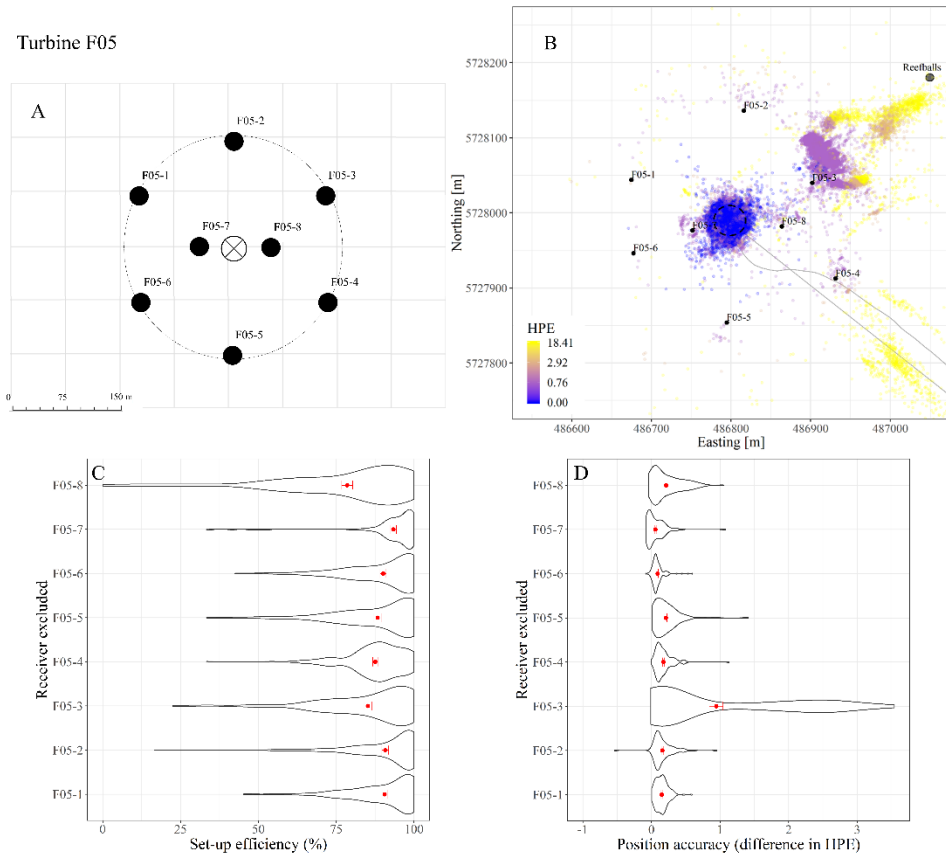 Turbine F05
A
F05-2
F05-1
F05-3
F05-7
F05-8
F05-6
F05-4
F05-5
0 75 150 m
B
Reefballs
F05-2
F05-1
F05-3
F05-8
F05-6
F05-4
F05-5
HPE
18.41
2.92
0.76
0.00
5728200
5728100
5728000
5727900
5727800
Northing [m]
486600 486700 486800 486900 487000
Easting [m]
C
F05-8
F05-7
F05-6
F05-5
F05-4
F05-3
F05-2
F05-1
Receiver excluded
0 25 50 75 100
Set-up efficiency (%)
D
F05-8
F05-7
F05-6
F05-5
F05-4
F05-3
F05-2
F05-1
Receiver excluded
-1 0 1 2 3
Position accuracy (difference in HPE)